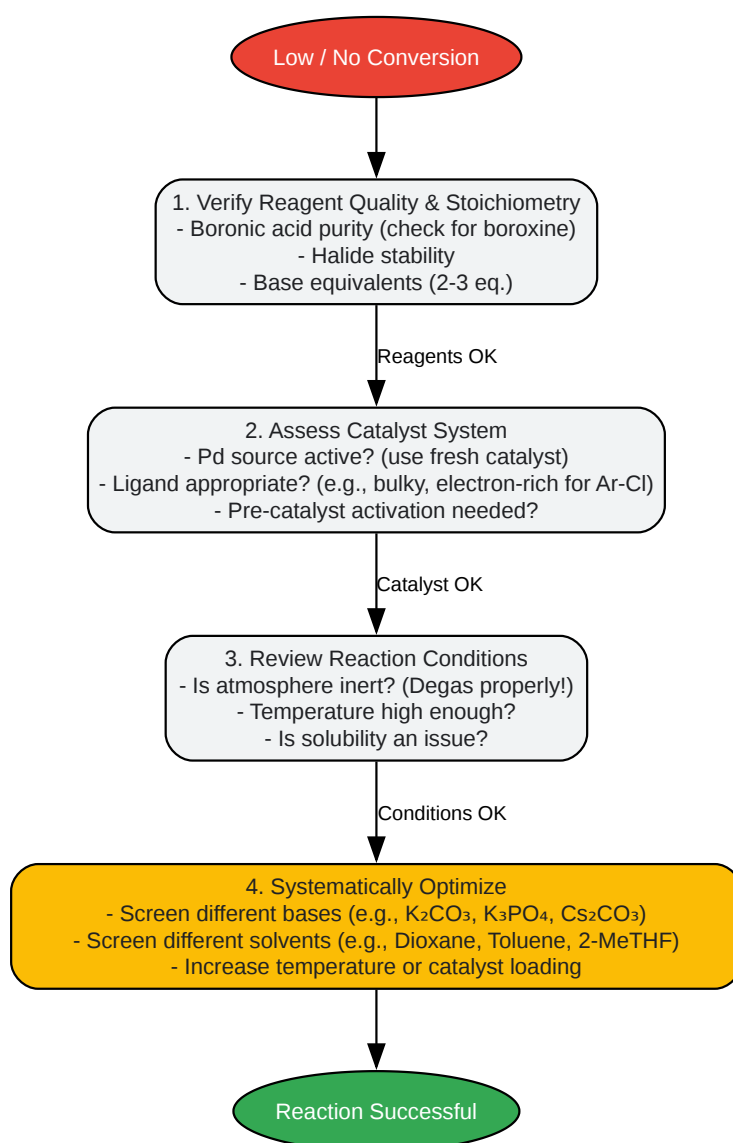 Low / No Conversion
1. Verify Reagent Quality & Stoichiometry
- Boronic acid purity (check for boroxine)
- Halide stability
- Base equivalents (2-3 eq.)
Reagents OK
2. Assess Catalyst System
- Pd source active? (use fresh catalyst)
- Ligand appropriate? (e.g., bulky, electron-rich for Ar-Cl)
- Pre-catalyst activation needed?
Catalyst OK
3. Review Reaction Conditions
- Is atmosphere inert? (Degas properly!)
- Temperature high enough?
- Is solubility an issue?
Conditions OK
4. Systematically Optimize
- Screen different bases (e.g., K₂CO₃, K₃PO₄, Cs₂CO₃)
- Screen different solvents (e.g., Dioxane, Toluene, 2-MeTHF)
- Increase temperature or catalyst loading
Reaction Successful